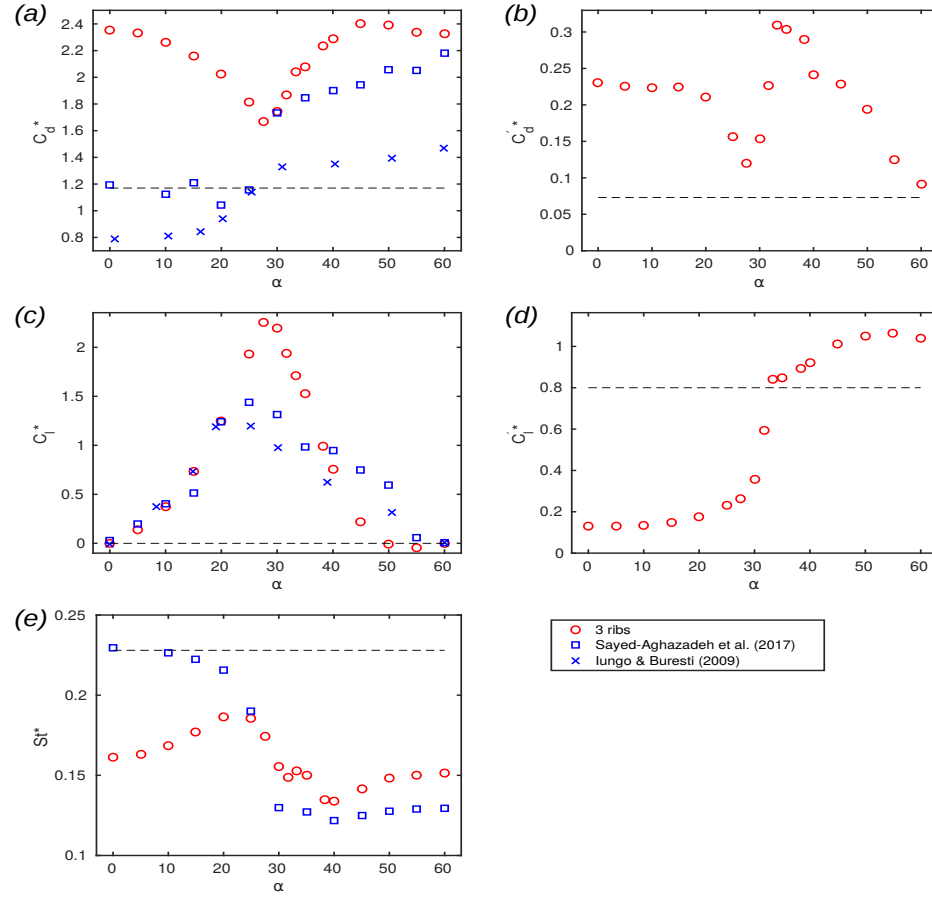 (a)
2.4
2.2
2
1.8
1.6
1.4
1.2
1
0.8
C_d^*
0 10 20 30 40 50 60
α
(b)
0.3
0.25
0.2
0.15
0.1
0.05
0
C_d^'*
0 10 20 30 40 50 60
α
(c)
2
1.5
1
0.5
0
C_l^*
0 10 20 30 40 50 60
α
(d)
1
0.8
0.6
0.4
0.2
0
C_l^'*
0 10 20 30 40 50 60
α
(e)
0.25
0.2
0.15
0.1
St*
0 10 20 30 40 50 60
α
3 ribs
Sayed-Aghazadeh et al. (2017)
Iungo & Buresti (2009)